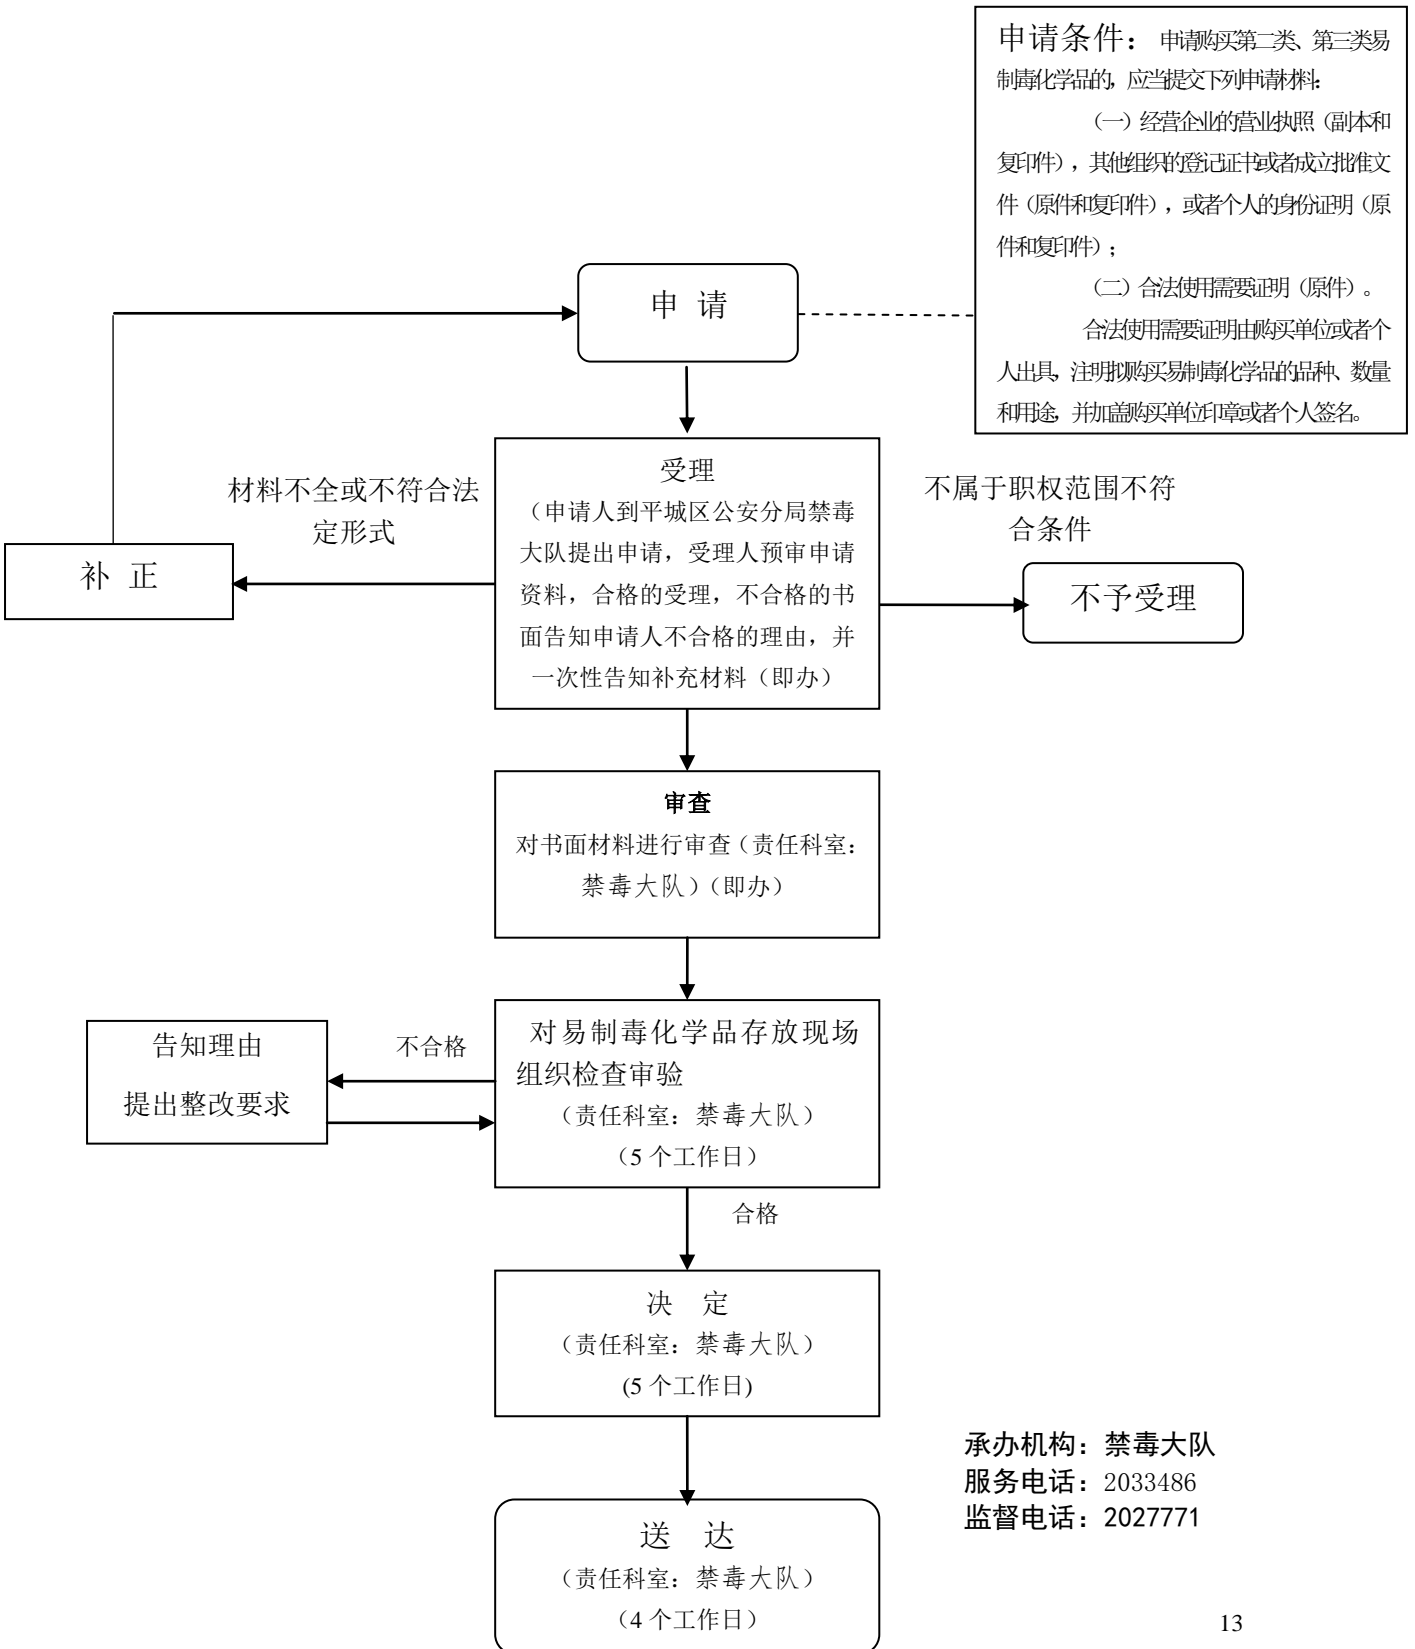 申请条件：申请购买第二类、第三类易
制毒化学品的，应当提交下列申请材料：
（一）经营企业的营业执照（副本和
复印件），其他组织的登记证书或者成立批准文
件（原件和复印件），或者个人的身份证明（原
件和复印件）；
（二）合法使用需要证明（原件）。
合法使用需要证明由购买单位或者个
人出具，注明拟购买易制毒化学品的品种、数量
和用途，并加盖购买单位印章或者个人签名。
申 请
受理
（申请人到平城区公安分局禁毒
大队提出申请，受理人预审申请
资料，合格的受理，不合格的书
面告知申请人不合格的理由，并
一次性告知补充材料（即办）
材料不全或不符合法
定形式
补 正
不属于职权范围不符
合条件
不予受理
审查
对书面材料进行审查（责任科室：
禁毒大队）（即办）
对易制毒化学品存放现场
组织检查审验
（责任科室：禁毒大队）
（5 个工作日）
不合格
告知理由
提出整改要求
合格
决 定
（责任科室：禁毒大队）
(5 个工作日)
送 达
（责任科室：禁毒大队）
（4 个工作日）
承办机构：禁毒大队
服务电话：2033486
监督电话：2027771
13